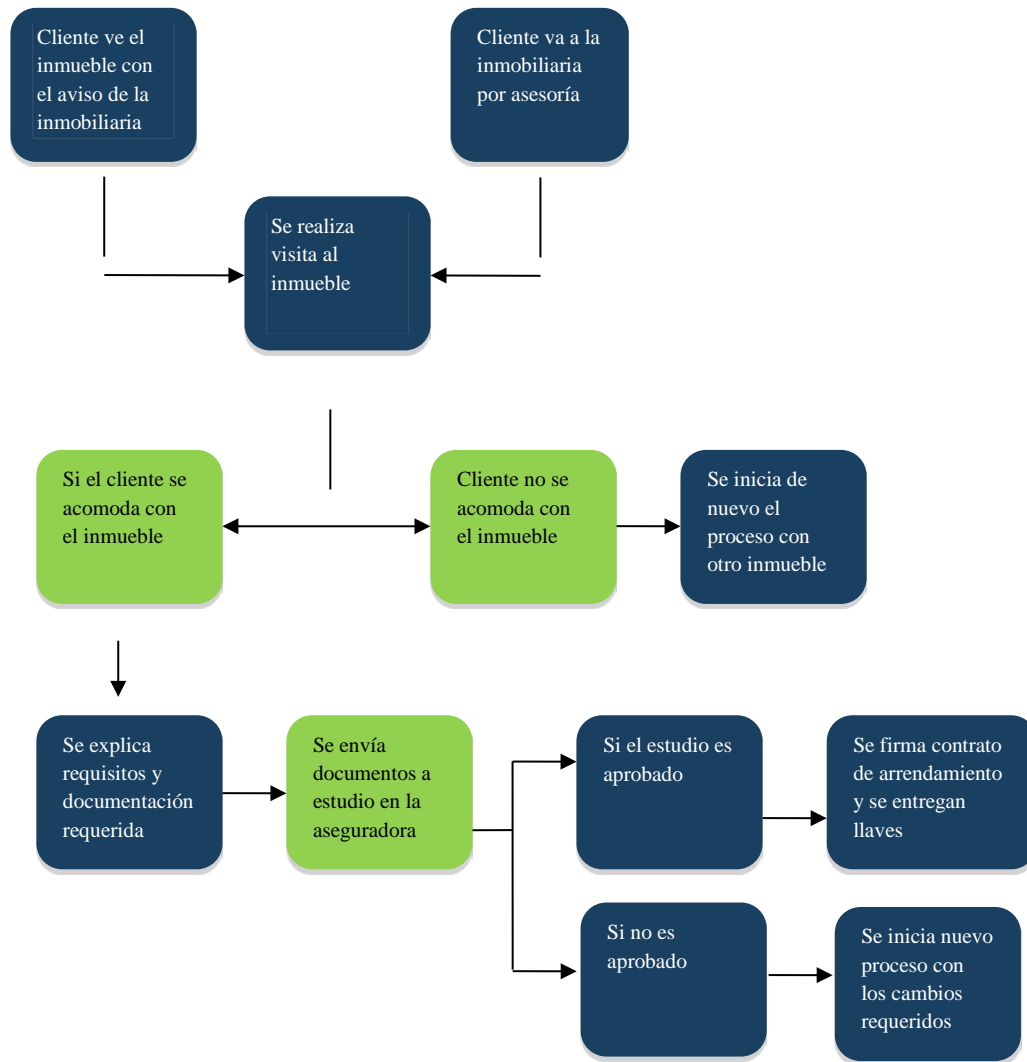 Cliente ve el
inmueble con
el aviso de la
inmobiliaria
Cliente va a la
inmobiliaria
por asesoría
Se realiza
visita al
inmueble
Si el cliente se
acomoda con
el inmueble
Cliente no se
acomoda con
el inmueble
Se inicia de
nuevo el
proceso con
otro inmueble
Se explica
requisitos y
documentación
requerida
Se envía
documentos a
estudio en la
aseguradora
Si el estudio es
aprobado
Se firma contrato
de arrendamiento
y se entregan
llaves
Si no es
aprobado
Se inicia nuevo
proceso con
los cambios
requeridos